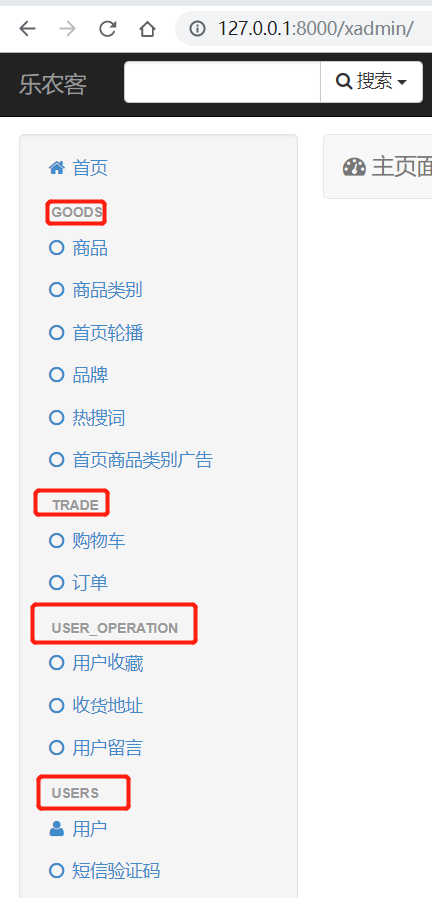 127.0.0.1:8000/xadmin/
乐农客 搜索
首页 主页面
GOODS
商品
商品类别
首页轮播
品牌
热搜词
首页商品类别广告
TRADE
购物车
订单
USER_OPERATION
用户收藏
收货地址
用户留言
USERS
用户
短信验证码